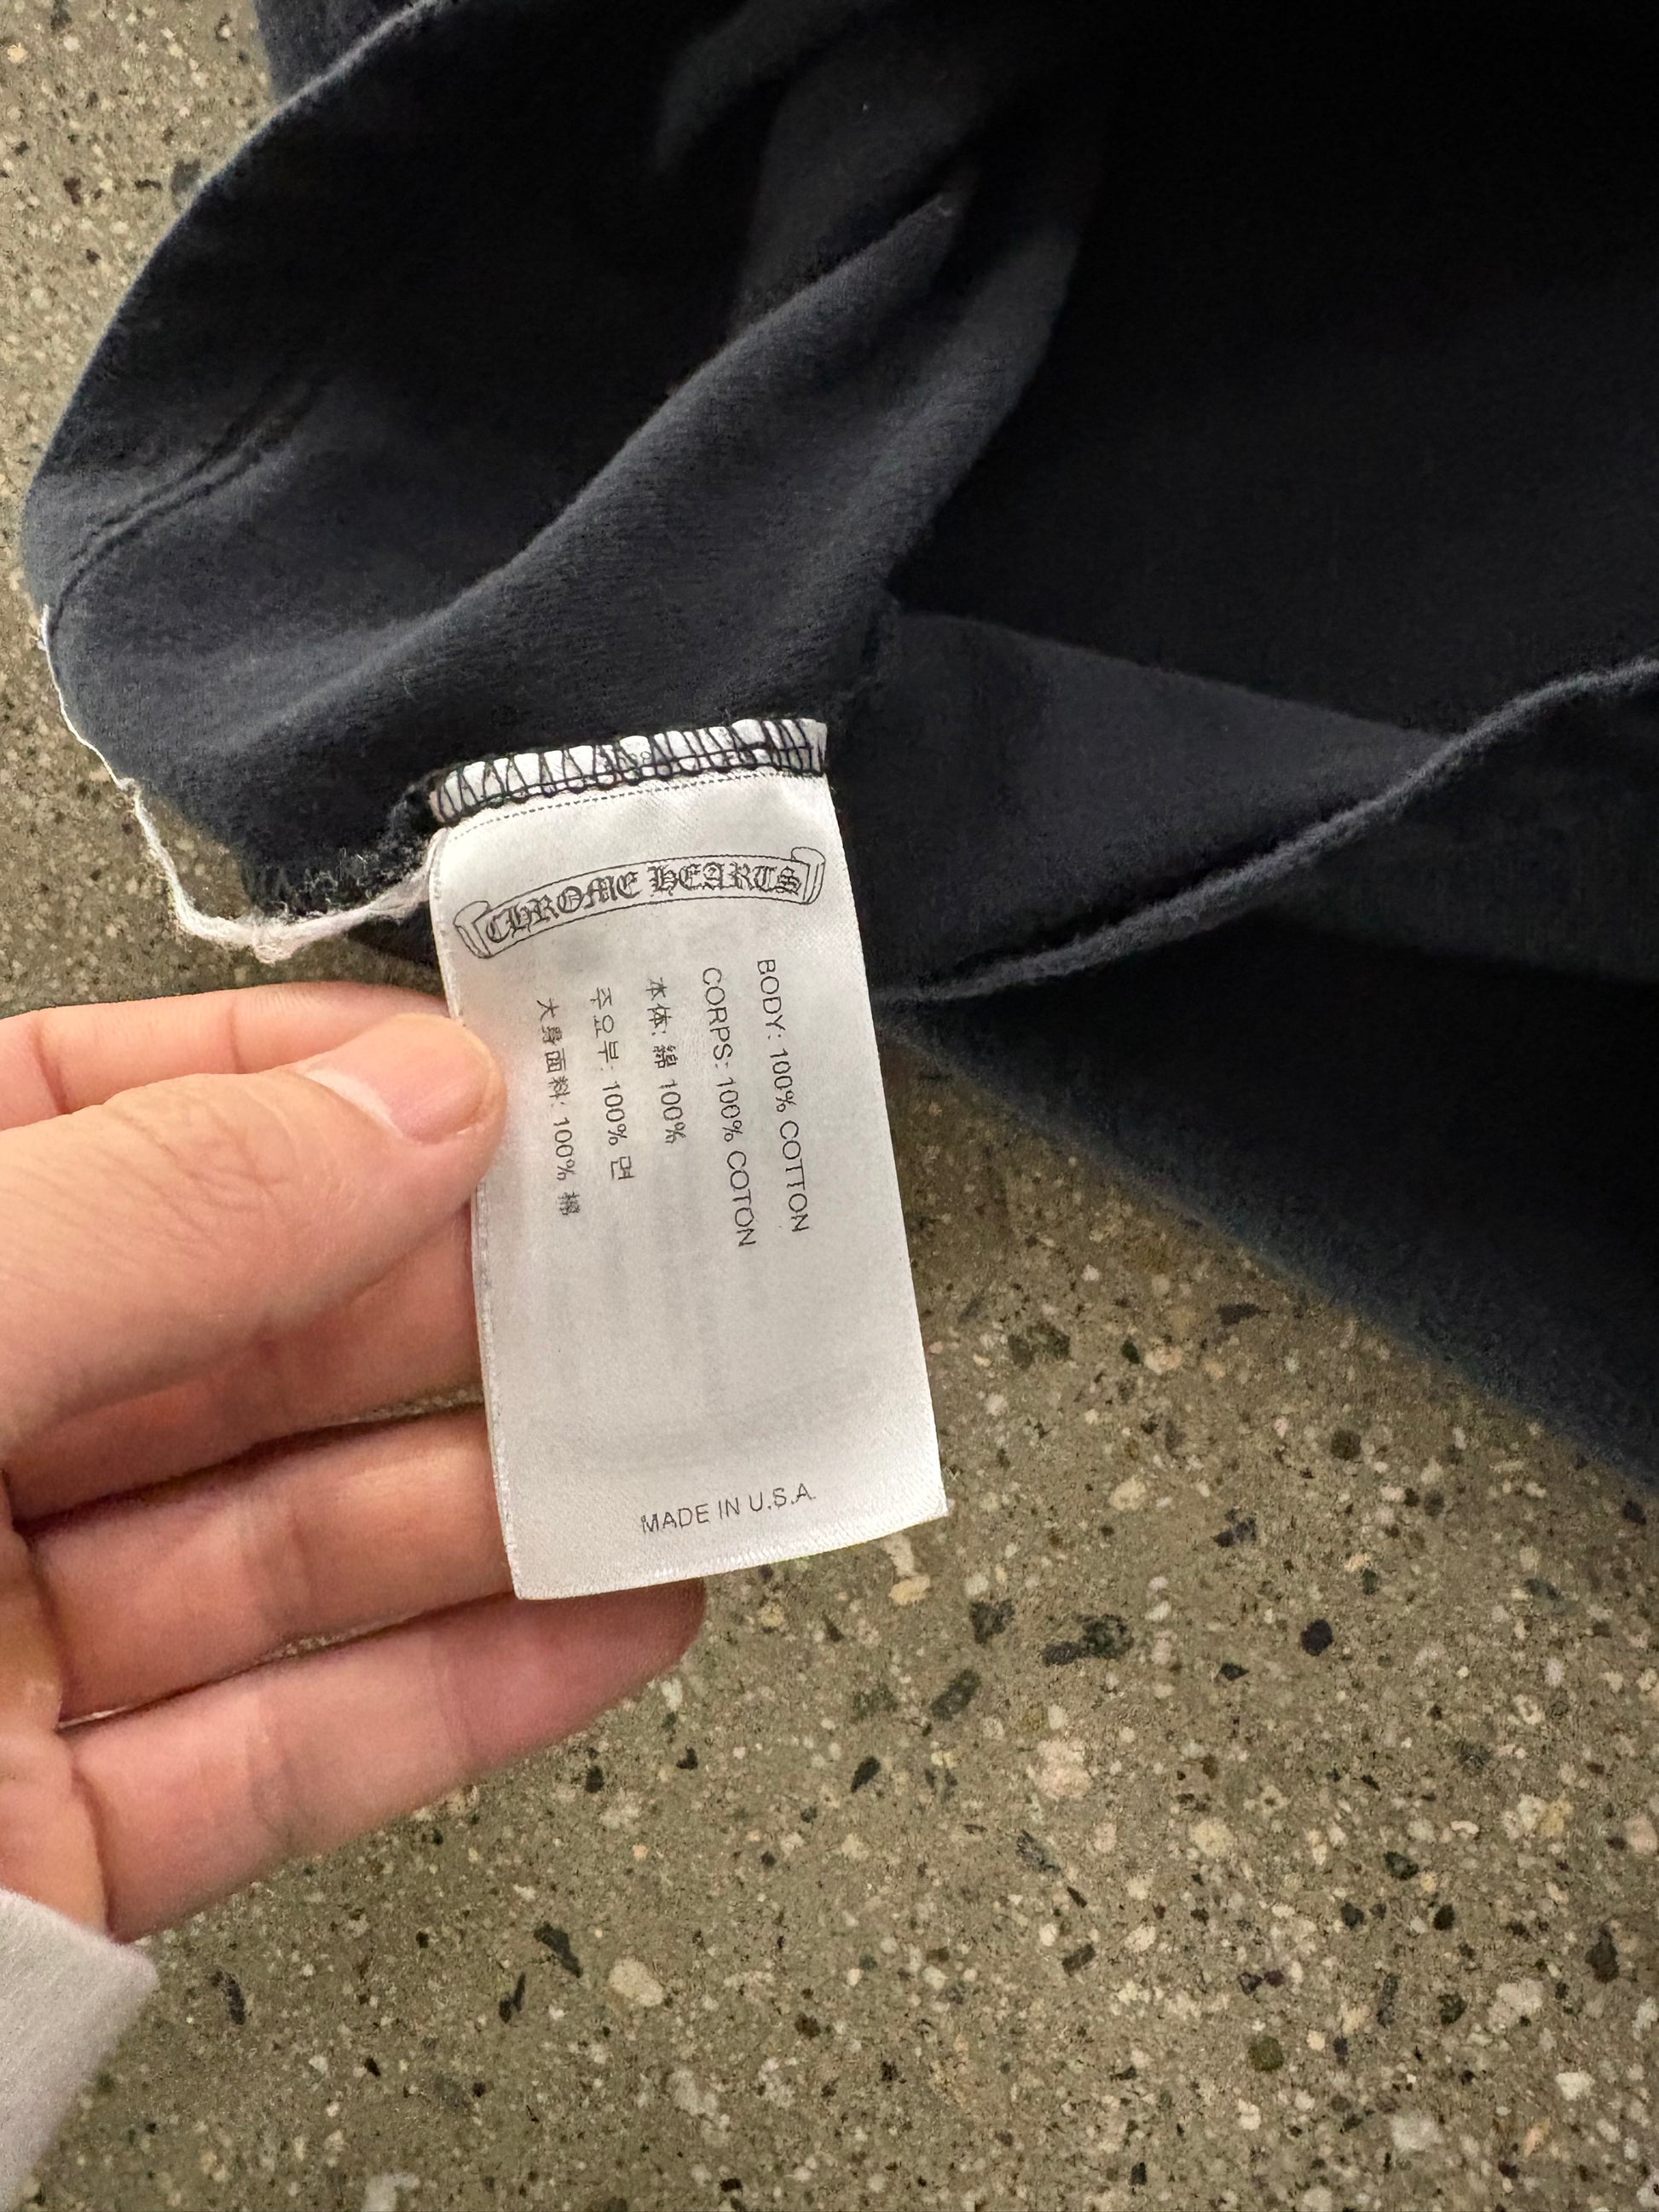 CHROME HEARTS
BODY: 100% COTTON
CORPS: 100% COTON
本体: 綿 100%
주요부: 100% 면
大身面料: 100% 棉
MADE IN U.S.A.